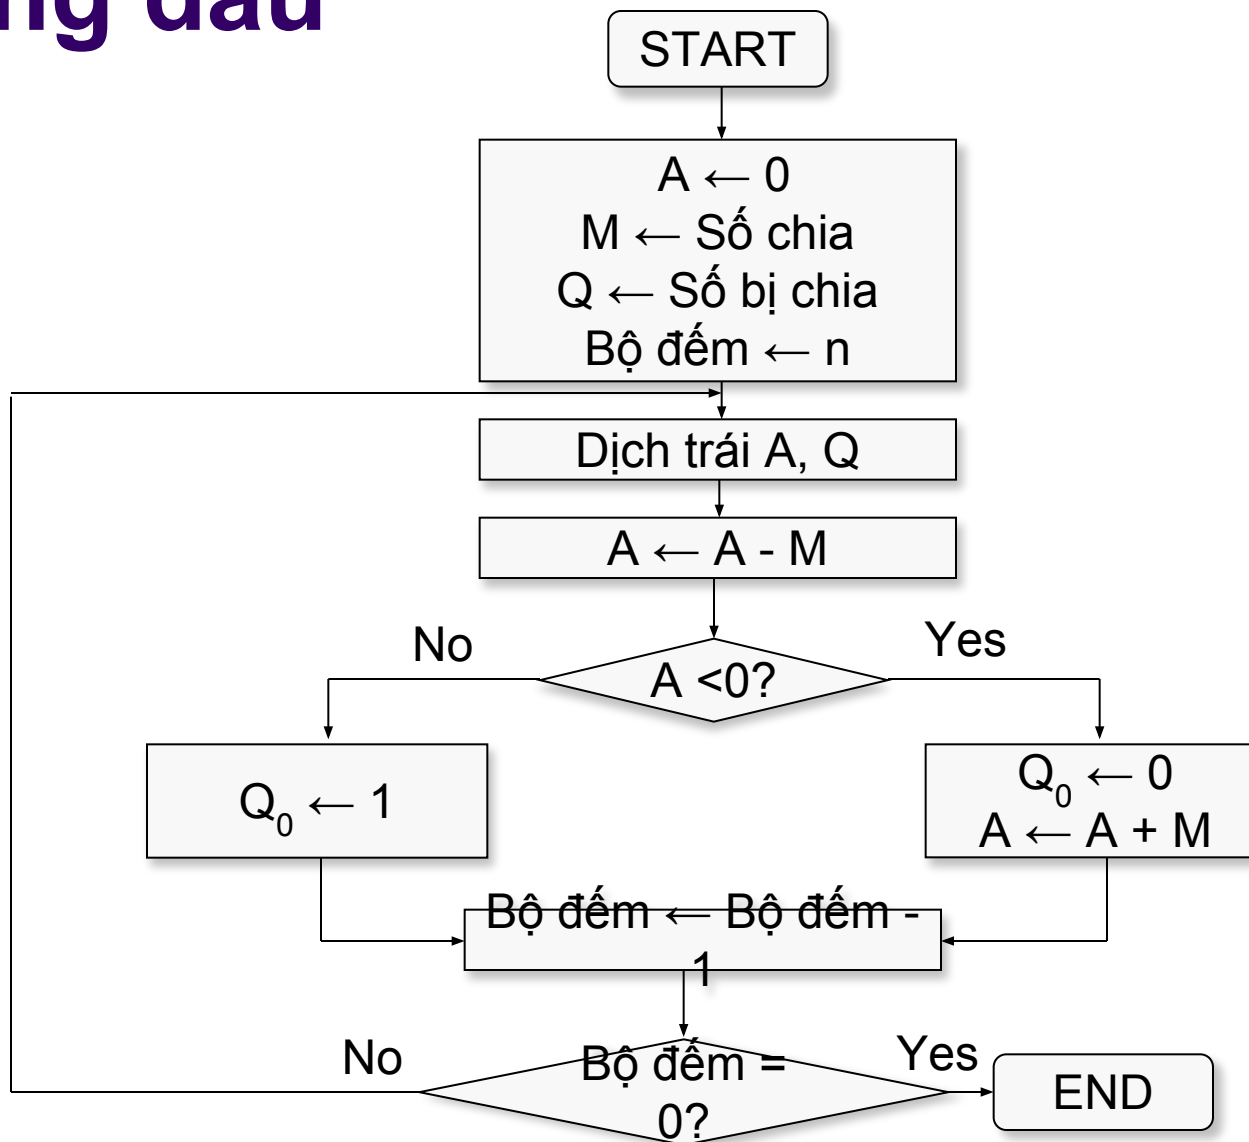 ng dấu
START
A ← 0
M ← Số chia
Q ← Số bị chia
Bộ đếm ← n
Dịch trái A, Q
A ← A - M
No
Yes
A <0?
Q₀ ← 1
Q₀ ← 0
A ← A + M
Bộ đếm ← Bộ đếm -
1
No
Bộ đếm =
0?
Yes
END